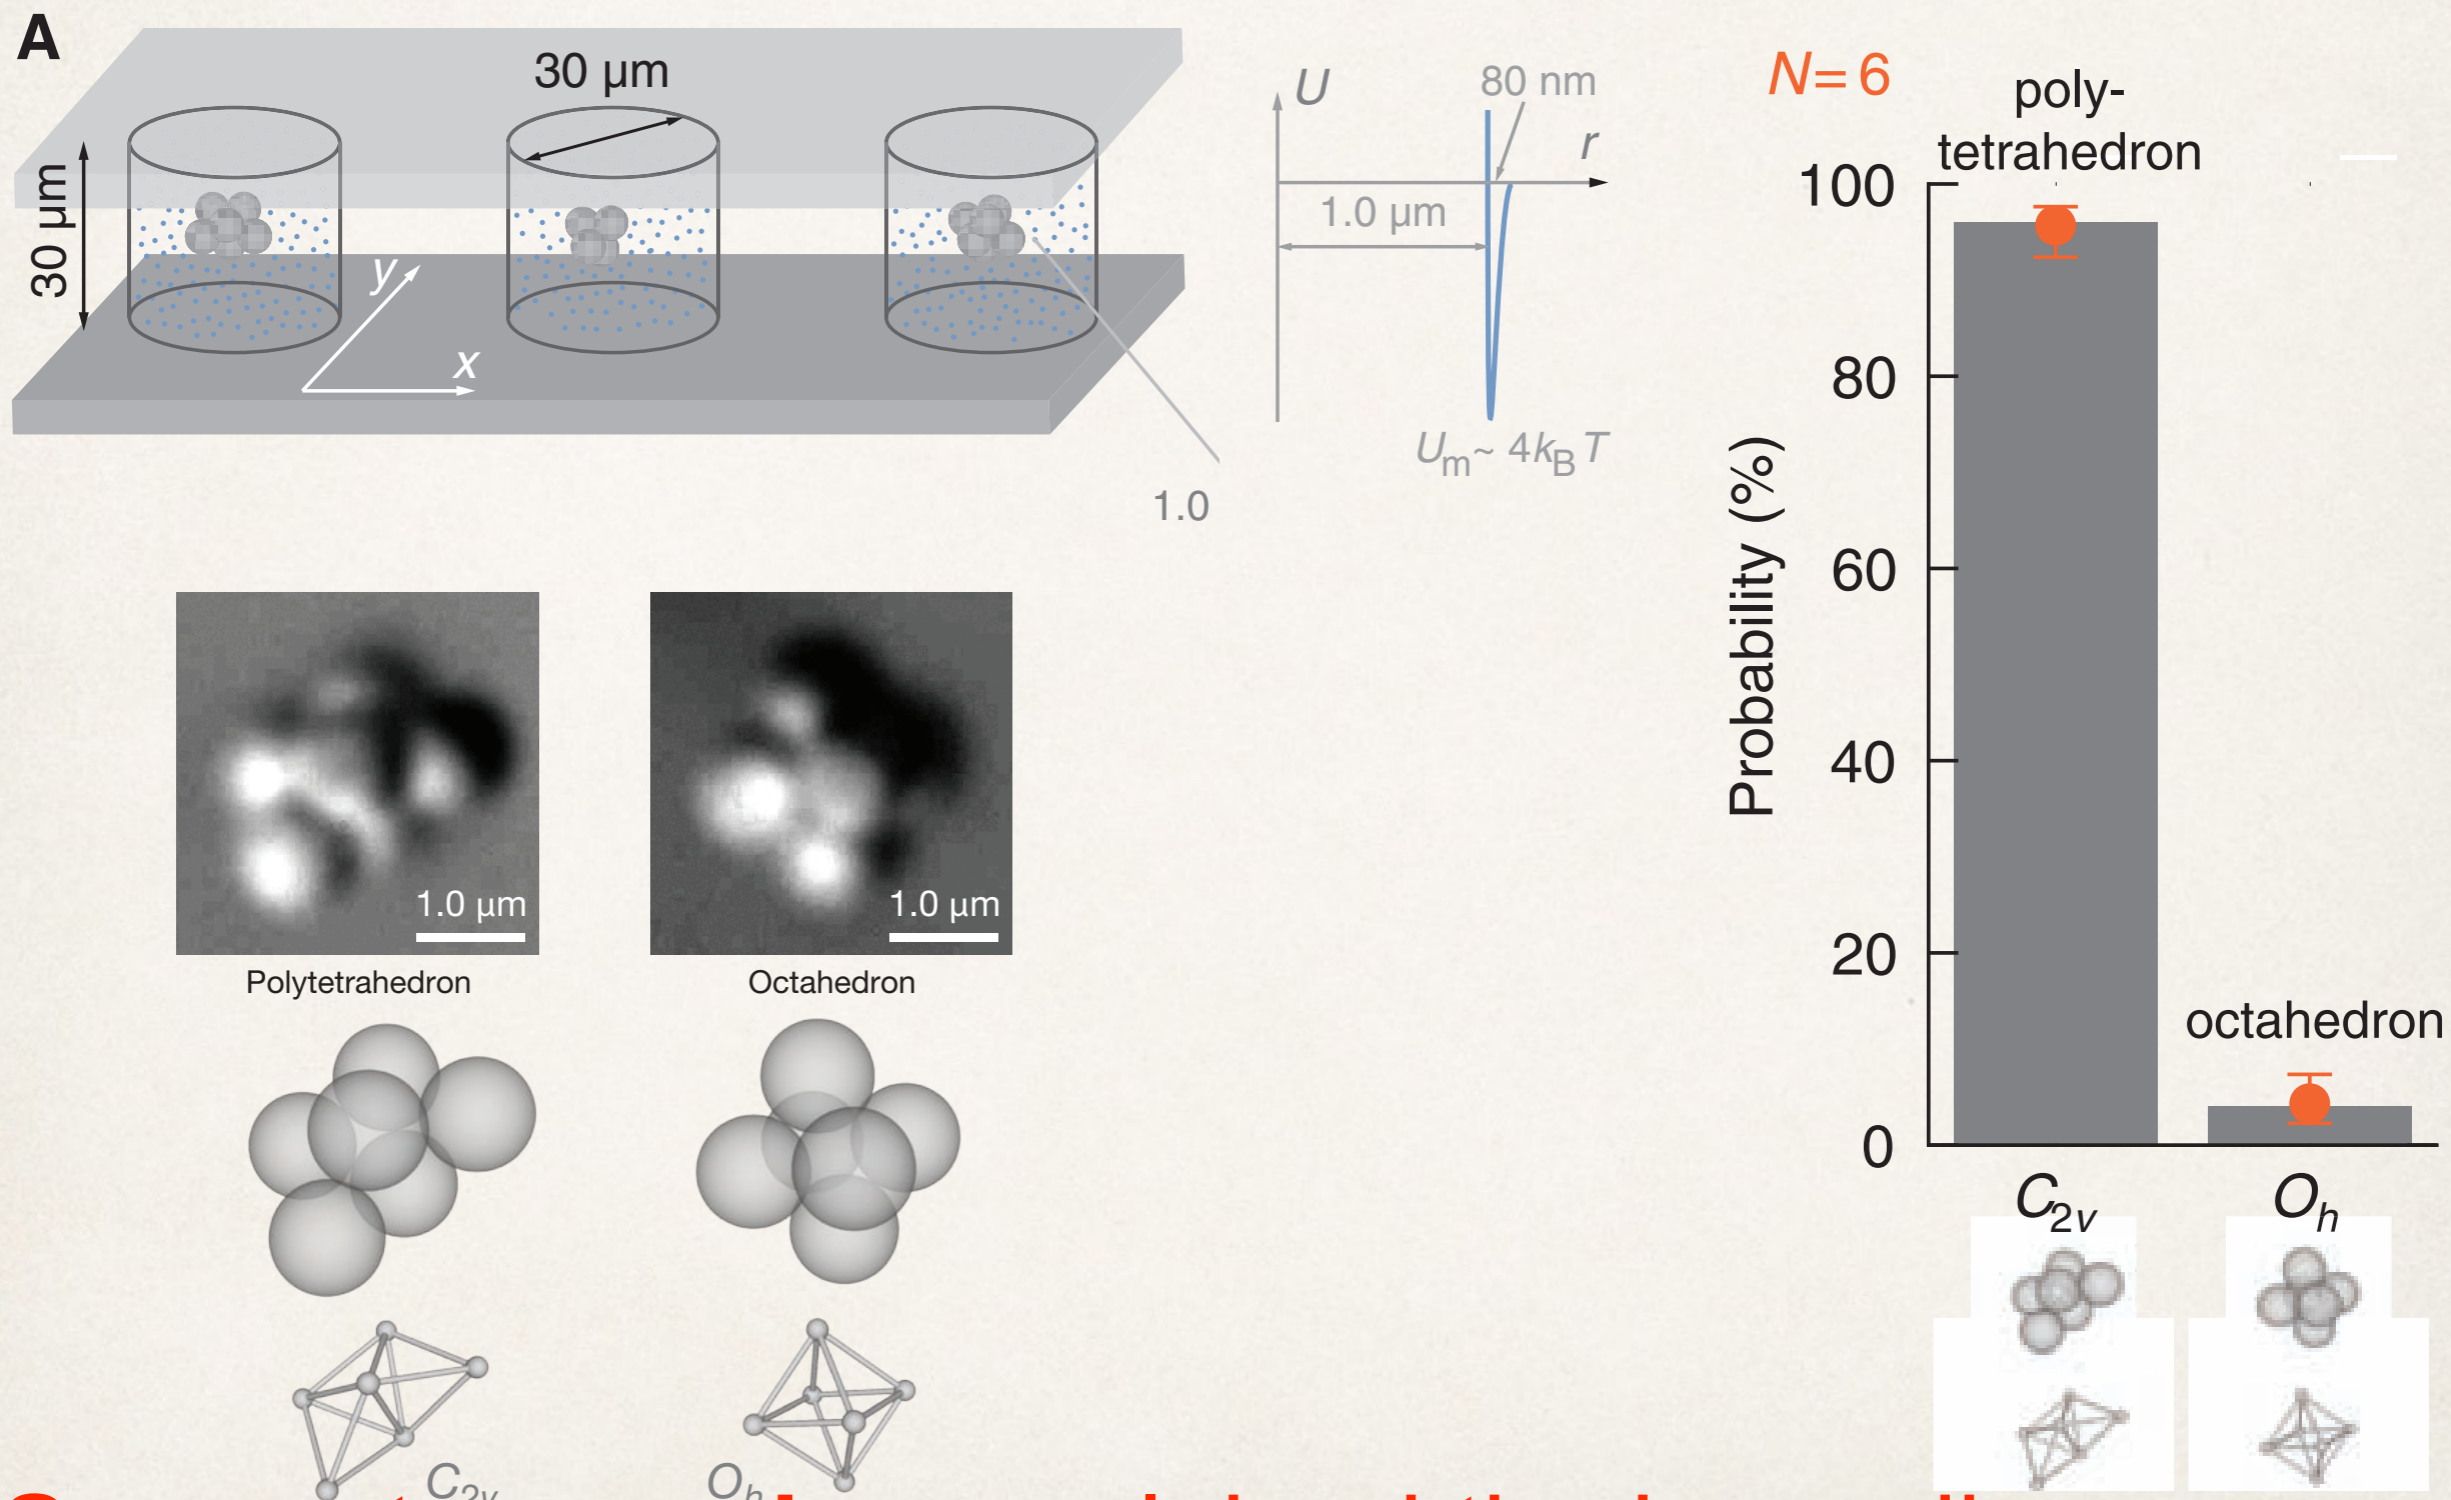 A
30 µm
30 µm
y
x
1.0
U
80 nm
r
1.0 µm
Um~ 4kBT
N=6
poly-
tetrahedron
100
80
60
40
20
0
Probability (%)
octahedron
C2v
Oh
1.0 µm
1.0 µm
Polytetrahedron
Octahedron
C2v
Oh